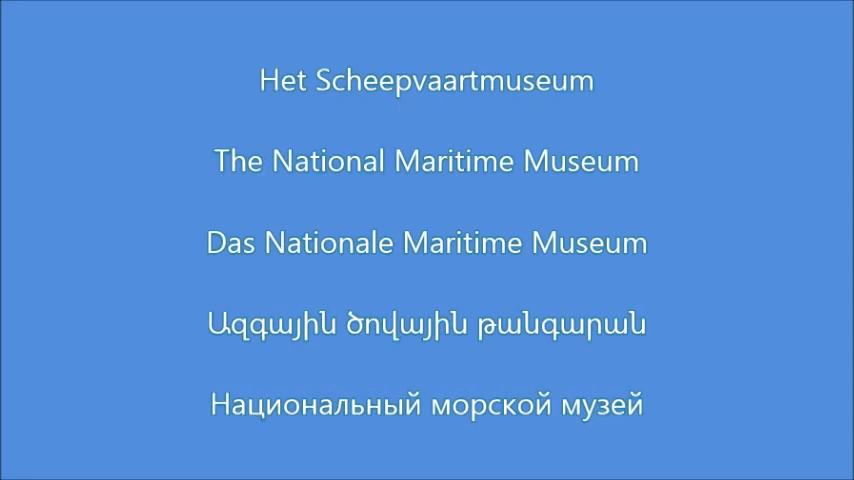 Het Scheepvaartmuseum
The National Maritime Museum
Das Nationale Maritime Museum
Ազգային ծովային թանգարան
Национальный морской музей